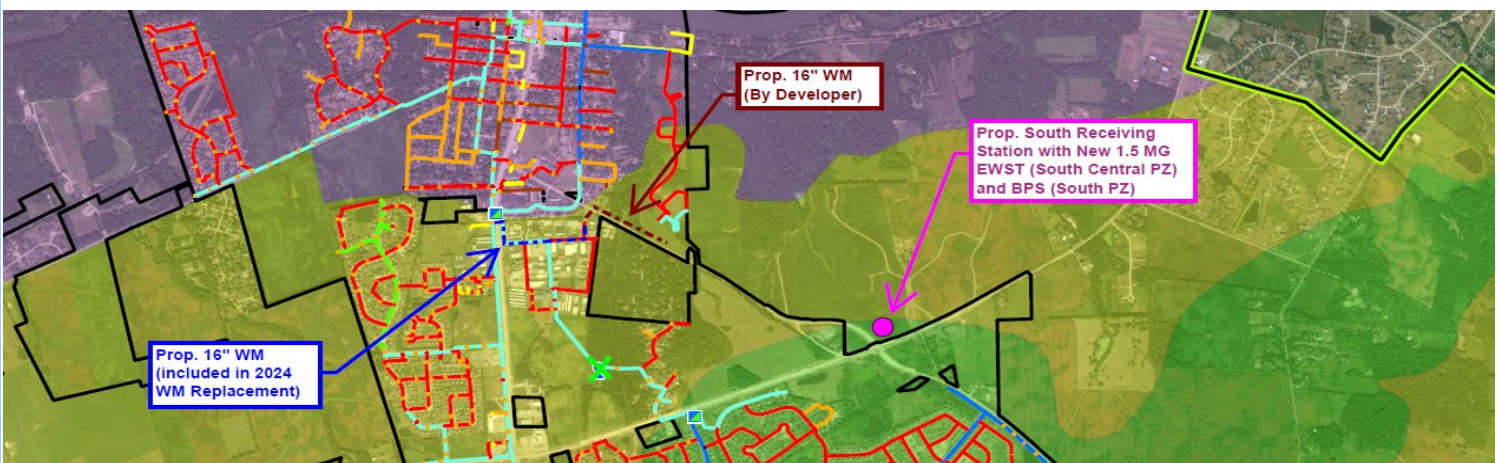 Prop. 16" WM
(By Developer)
Prop. South Receiving
Station with New 1.5 MG
EWST (South Central PZ)
and BPS (South PZ)
Prop. 16" WM
(included in 2024
WM Replacement)